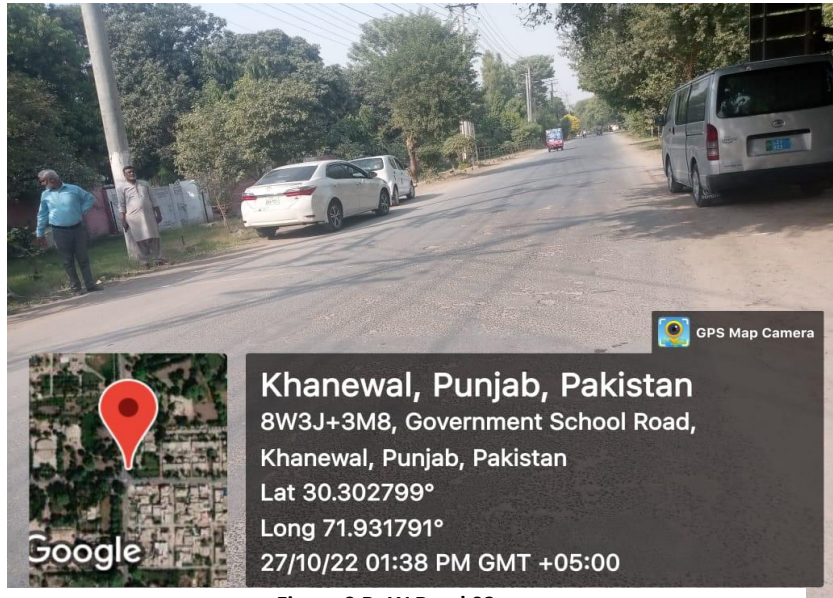 GPS Map Camera
Khanewal, Punjab, Pakistan
8W3J+3M8, Government School Road,
Khanewal, Punjab, Pakistan
Lat 30.302799°
Long 71.931791°
27/10/22 01:38 PM GMT +05:00
Google